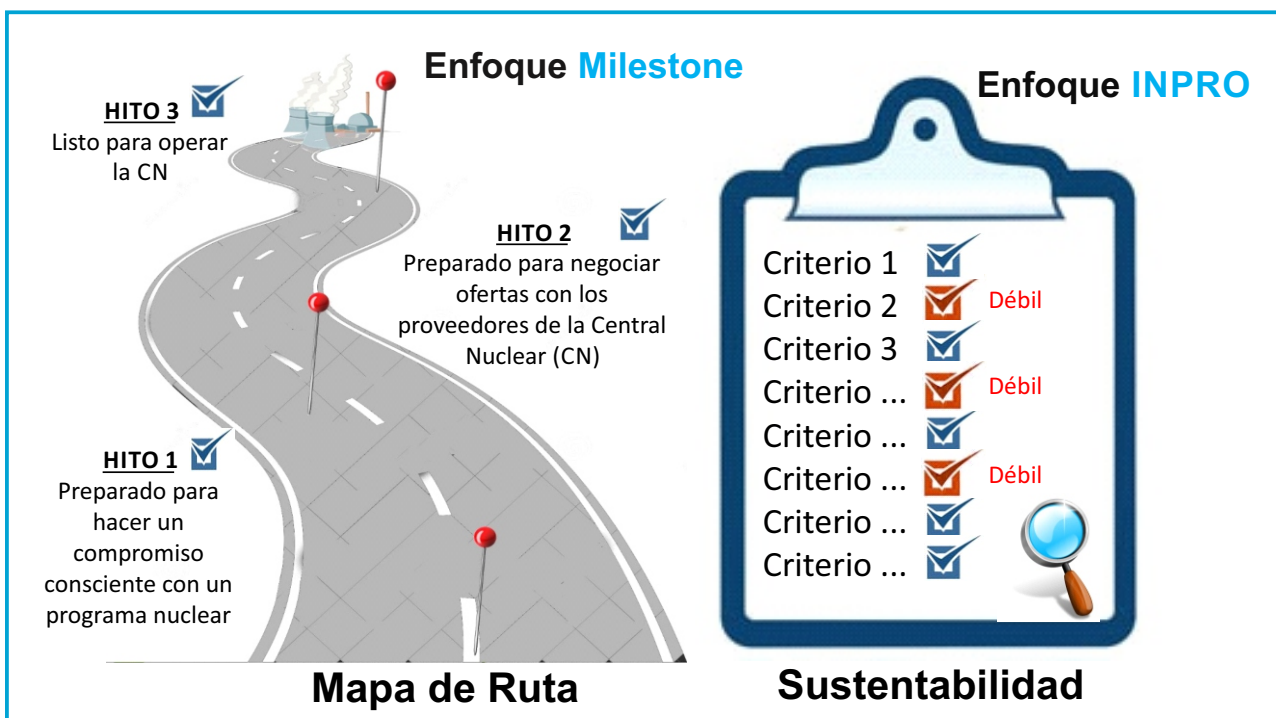 Enfoque Milestone
HITO 3
Listo para operar
la CN
HITO 2
Preparado para negociar
ofertas con los
proveedores de la Central
Nuclear (CN)
HITO 1
Preparado para
hacer un
compromiso
consciente con un
programa nuclear
Mapa de Ruta
Enfoque INPRO
Criterio 1
Criterio 2 Débil
Criterio 3
Criterio ... Débil
Criterio ...
Criterio ... Débil
Criterio ...
Criterio ...
Sustentabilidad